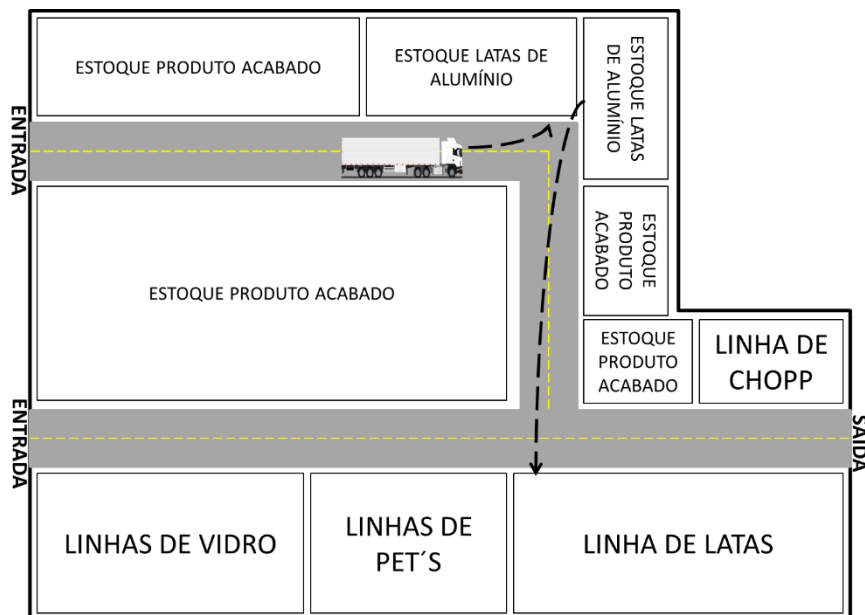 ESTOQUE PRODUTO ACABADO
ESTOQUE LATAS DE
ALUMÍNIO
ESTOQUE LATAS
DE ALUMÍNIO
ENTRADA
ESTOQUE PRODUTO ACABADO
ESTOQUE
PRODUTO
ACABADO
ESTOQUE
PRODUTO
ACABADO
LINHA DE
CHOPP
ENTRADA
SAÍDA
LINHAS DE VIDRO
LINHAS DE
PET´S
LINHA DE LATAS